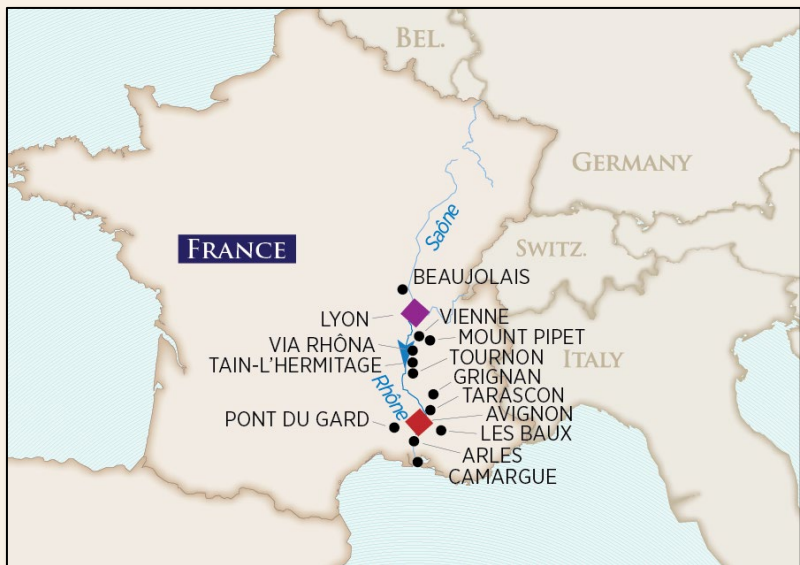 BEL.
GERMANY
Saône
FRANCE
SWITZ.
BEAUJOLAIS
LYON
VIENNE
VIA RHÔNA
MOUNT PIPET
TAIN-L'HERMITAGE
TOURNON
ITALY
GRIGNAN
Rhône
TARASCON
AVIGNON
PONT DU GARD
LES BAUX
ARLES
CAMARGUE